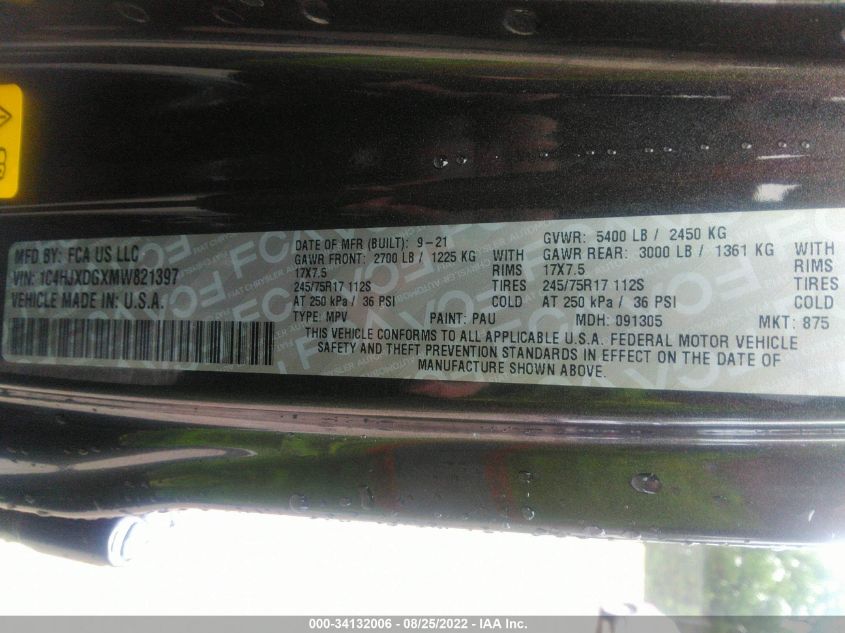 MFD BY: FCA US LLC
VIN: 1C4HJXDGXMW821397
VEHICLE MADE IN: U.S.A.
DATE OF MFR (BUILT): 9-21
GVWR: 5400 LB / 2450 KG
GAWR FRONT: 2700 LB / 1225 KG WITH
GAWR REAR: 3000 LB / 1361 KG WITH
17X7.5 RIMS
17X7.5 RIMS
245/75R17 112S TIRES
245/75R17 112S TIRES
AT 250 kPa / 36 PSI COLD
AT 250 kPa / 36 PSI COLD
TYPE: MPV PAINT: PAU MDH: 091305 MKT: 875
THIS VEHICLE CONFORMS TO ALL APPLICABLE U.S.A. FEDERAL MOTOR VEHICLE
SAFETY AND THEFT PREVENTION STANDARDS IN EFFECT ON THE DATE OF
MANUFACTURE SHOWN ABOVE.
000-34132006 - 08/25/2022 - IAA Inc.